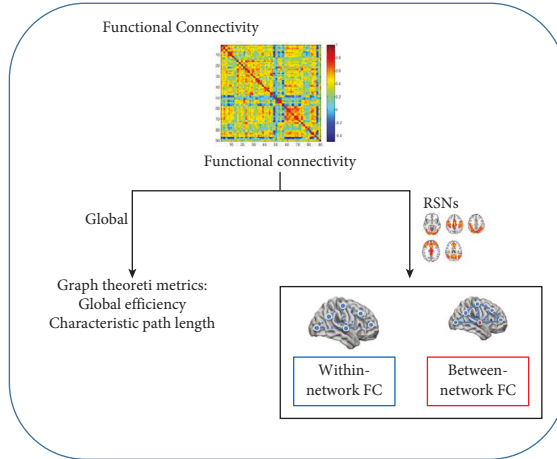 Functional Connectivity
Functional connectivity
Global
RSNs
Graph theoreti metrics:
Global efficiency
Characteristic path length
Within-
network FC
Between-
network FC